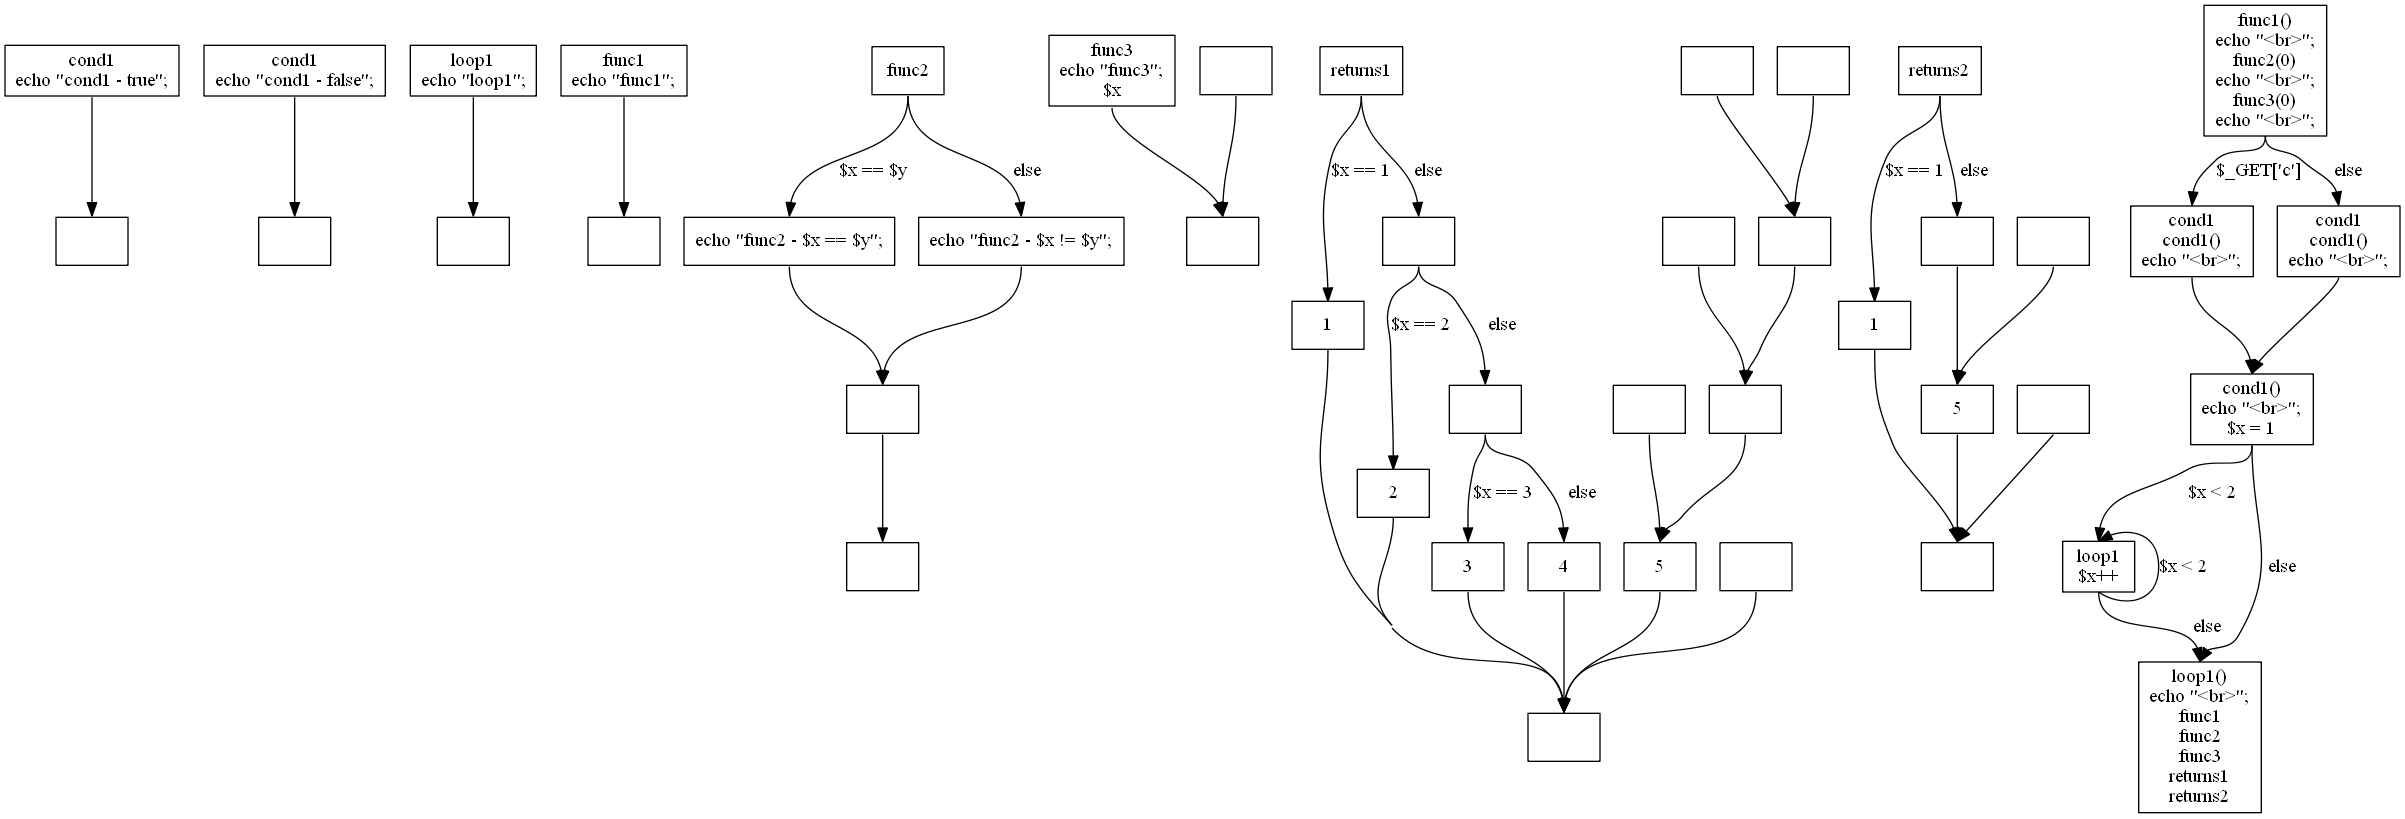 cond1
echo "cond1 - true";
cond1
echo "cond1 - false";
loop1
echo "loop1";
func1
echo "func1";
func2
$x == $y
else
echo "func2 - $x == $y";
echo "func2 - $x != $y";
func3
echo "func3";
$x
returns1
$x == 1
else
1
$x == 2
else
2
$x == 3
else
3
4
5
returns2
$x == 1
else
1
5
func1()
echo "<br>";
func2(0)
echo "<br>";
func3(0)
echo "<br>";
$_GET['c']
else
cond1
cond1()
echo "<br>";
cond1
cond1()
echo "<br>";
cond1()
echo "<br>";
$x = 1
$x < 2
loop1
$x++
$x < 2
else
else
loop1()
echo "<br>";
func1
func2
func3
returns1
returns2